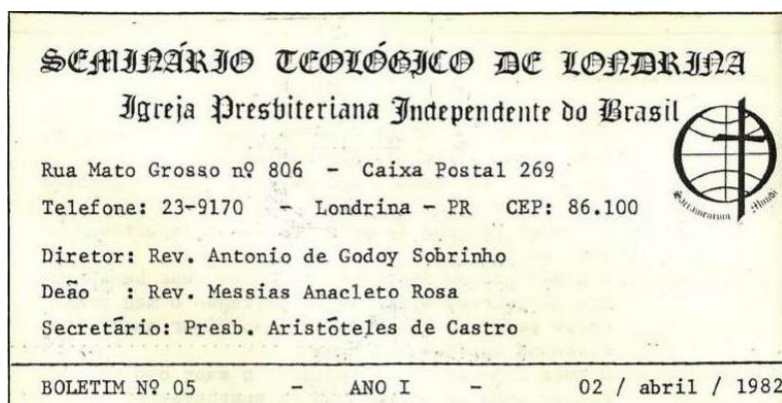 SEMINÁRIO TEOLÓGICO DE LONDRINA
Igreja Presbiteriana Independente do Brasil
Rua Mato Grosso nº 806 - Caixa Postal 269
Telefone: 23-9170 - Londrina - PR CEP: 86.100
Sacramentum Mundi
Diretor: Rev. Antonio de Godoy Sobrinho
Deão : Rev. Messias Anacleto Rosa
Secretário: Presb. Aristóteles de Castro
BOLETIM Nº 05 - ANO I - 02 / abril / 1982